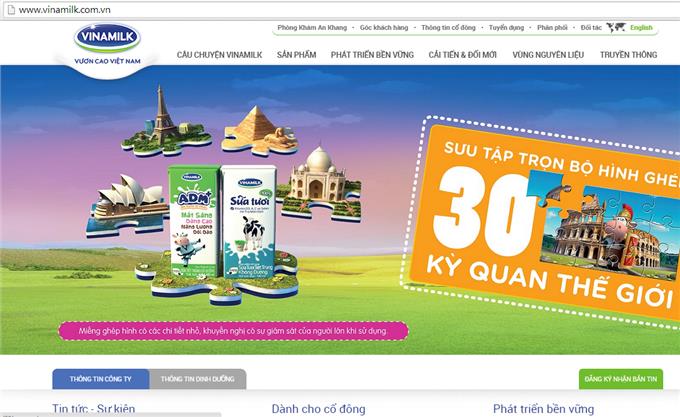 www.vinamilk.com.vn
VINAMILK
VƯƠN CAO VIỆT NAM
Phòng Khám An Khang · Góc khách hàng · Thông tin cổ đông · Tuyển dụng · Phân phối · Đối tác English
CÂU CHUYỆN VINAMILK SẢN PHẨM PHÁT TRIỂN BỀN VỮNG CẢI TIẾN & ĐỔI MỚI VÙNG NGUYÊN LIỆU TRUYỀN THÔNG
SƯU TẬP TRỌN BỘ HÌNH GHÉP
30
KỲ QUAN THẾ GIỚI
VINAMILK
ADM+
Mắt Sáng
Dáng Cao
Năng Lượng
Dồi Dào
VINAMILK
100%
Sữa tươi
Sữa Tươi Tiệt Trùng
Không Đường
Miếng ghép hình có các chi tiết nhỏ, khuyến nghị có sự giám sát của người lớn khi sử dụng.
THÔNG TIN CÔNG TY THÔNG TIN DINH DƯỠNG ĐĂNG KÝ NHẬN BẢN TIN
Tin tức - Sự kiện Dành cho cổ đông Phát triển bền vững